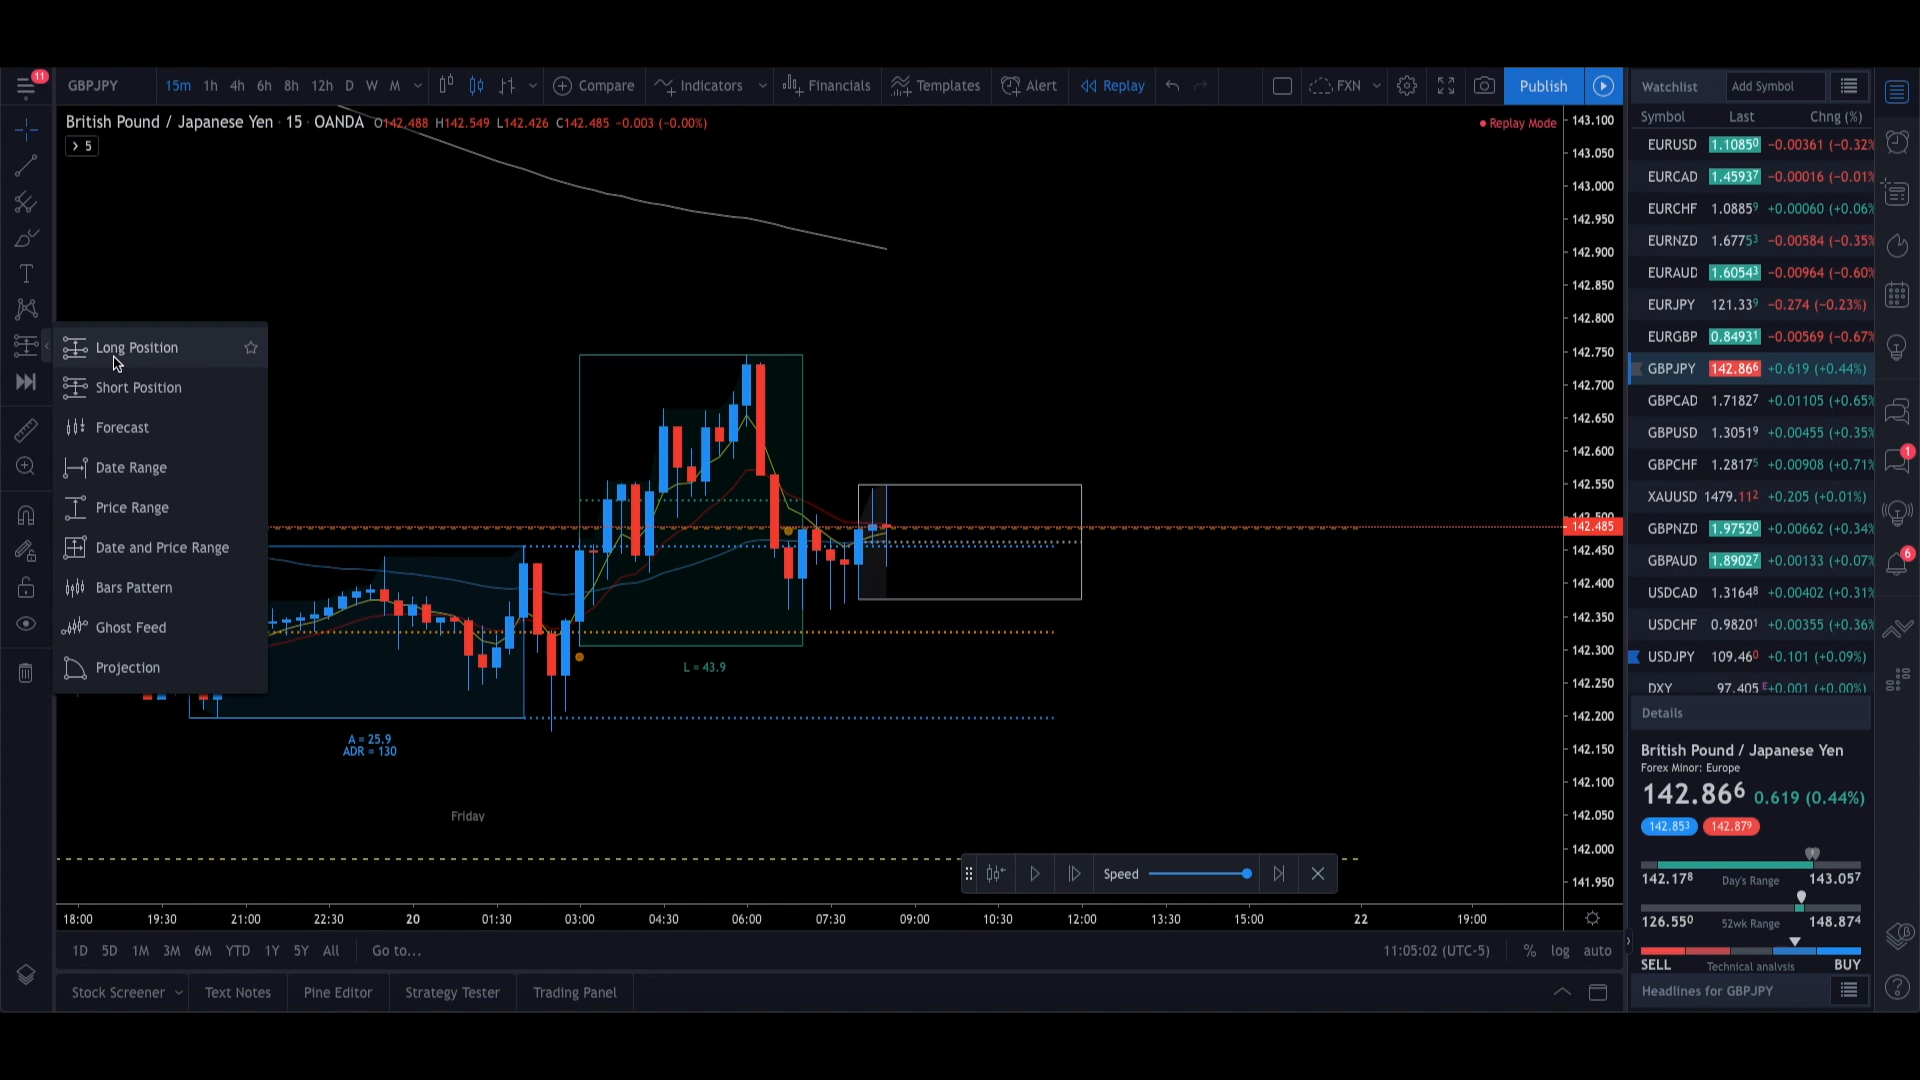 11
GBPJPY 15m 1h 4h 6h 8h 12h D W M Compare Indicators Financials Templates Alert Replay FXN Publish
British Pound / Japanese Yen · 15 · OANDA O142.488 H142.549 L142.426 C142.485 −0.003 (−0.00%)
Replay Mode
5
Long Position
Short Position
Forecast
Date Range
Price Range
Date and Price Range
Bars Pattern
Ghost Feed
Projection
L = 43.9
A = 25.9
ADR = 130
Friday
Speed
143.100
143.050
143.000
142.950
142.900
142.850
142.800
142.750
142.700
142.650
142.600
142.550
142.485
142.450
142.400
142.350
142.300
142.250
142.200
142.150
142.100
142.050
142.000
141.950
18:00 19:30 21:00 22:30 20 01:30 03:00 04:30 06:00 07:30 09:00 10:30 12:00 13:30 15:00 22 19:00
1D 5D 1M 3M 6M YTD 1Y 5Y All Go to... 11:05:02 (UTC-5) % log auto
Stock Screener Text Notes Pine Editor Strategy Tester Trading Panel
Watchlist Add Symbol
Symbol Last Chng (%)
EURUSD 1.10850 −0.00361 (−0.32%
EURCAD 1.45937 −0.00016 (−0.01%
EURCHF 1.08859 +0.00060 (+0.06%
EURNZD 1.67753 −0.00584 (−0.35%
EURAUD 1.60543 −0.00964 (−0.60%
EURJPY 121.339 −0.274 (−0.23%)
EURGBP 0.84931 −0.00569 (−0.67%
GBPJPY 142.866 +0.619 (+0.44%)
GBPCAD 1.71827 +0.01105 (+0.65%
GBPUSD 1.30519 +0.00455 (+0.35%
GBPCHF 1.28175 +0.00908 (+0.71%
XAUUSD 1479.112 +0.205 (+0.01%)
GBPNZD 1.97520 +0.00662 (+0.34%
GBPAUD 1.89027 +0.00133 (+0.07%
USDCAD 1.31648 +0.00402 (+0.31%
USDCHF 0.98201 +0.00355 (+0.36%
USDJPY 109.460 +0.101 (+0.09%)
DXY 97.405 E +0.001 (+0.00%)
Details
British Pound / Japanese Yen
Forex Minor: Europe
142.866 0.619 (0.44%)
142.853 142.879
142.178 Day's Range 143.057
126.550 52wk Range 148.874
SELL Technical analysis BUY
Headlines for GBPJPY
1
6